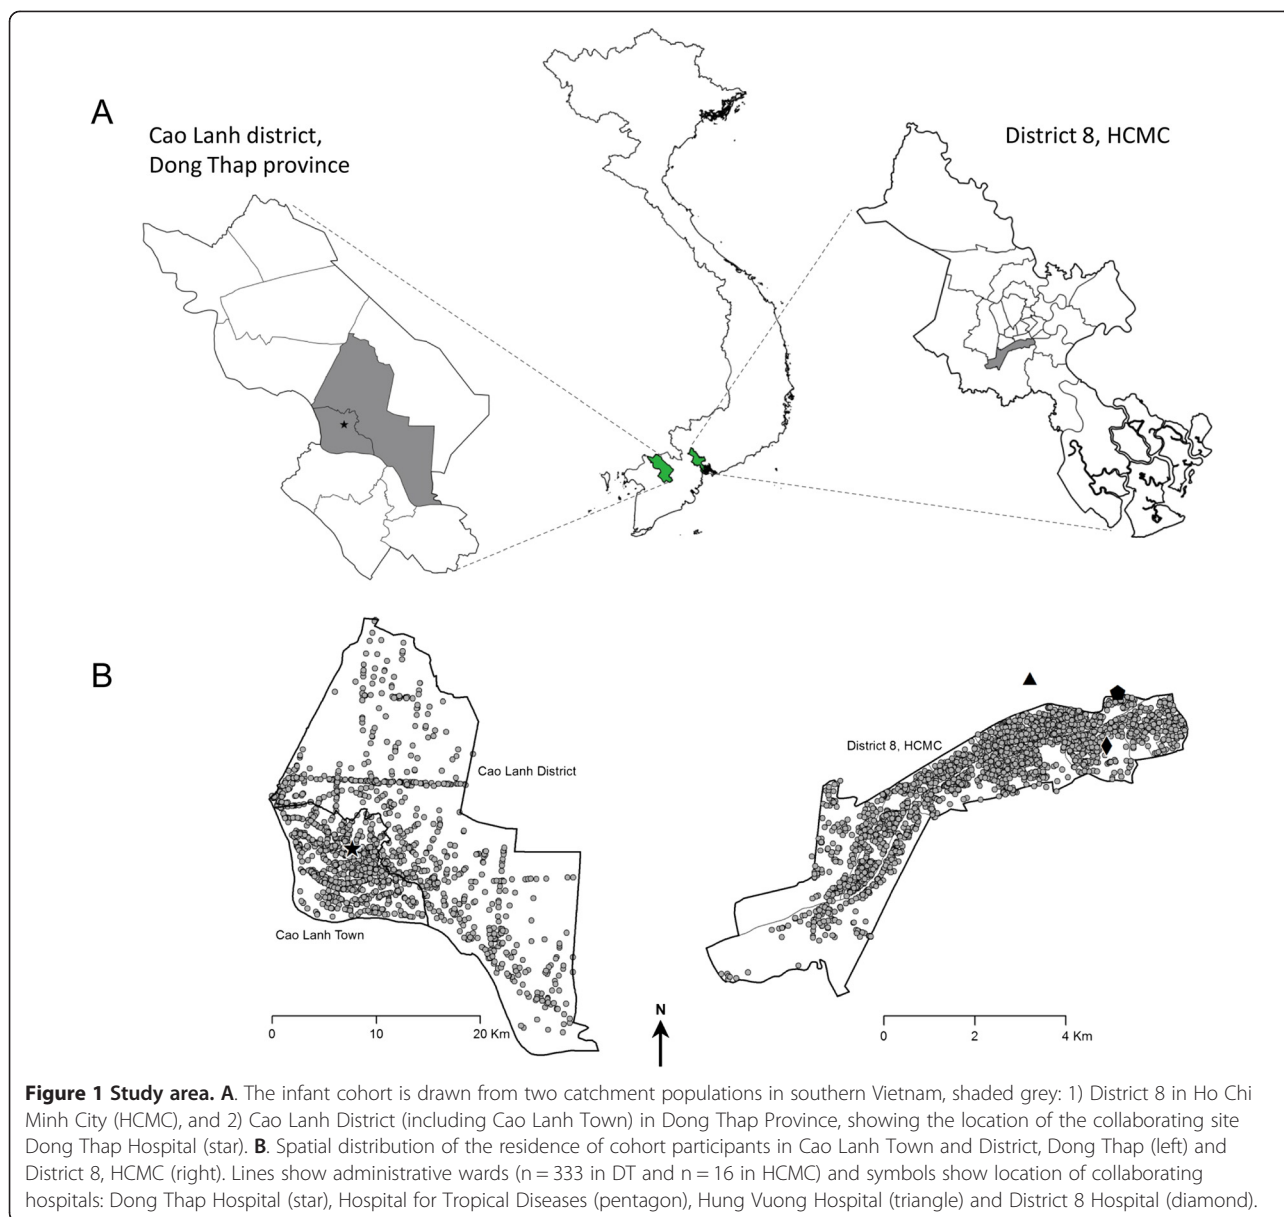 A
Cao Lanh district,
Dong Thap province
District 8, HCMC
B
Cao Lanh District
Cao Lanh Town
District 8, HCMC
0 10 20 Km
N
0 2 4 Km
Figure 1 Study area. A. The infant cohort is drawn from two catchment populations in southern Vietnam, shaded grey: 1) District 8 in Ho Chi
Minh City (HCMC), and 2) Cao Lanh District (including Cao Lanh Town) in Dong Thap Province, showing the location of the collaborating site
Dong Thap Hospital (star). B. Spatial distribution of the residence of cohort participants in Cao Lanh Town and District, Dong Thap (left) and
District 8, HCMC (right). Lines show administrative wards (n = 333 in DT and n = 16 in HCMC) and symbols show location of collaborating
hospitals: Dong Thap Hospital (star), Hospital for Tropical Diseases (pentagon), Hung Vuong Hospital (triangle) and District 8 Hospital (diamond).